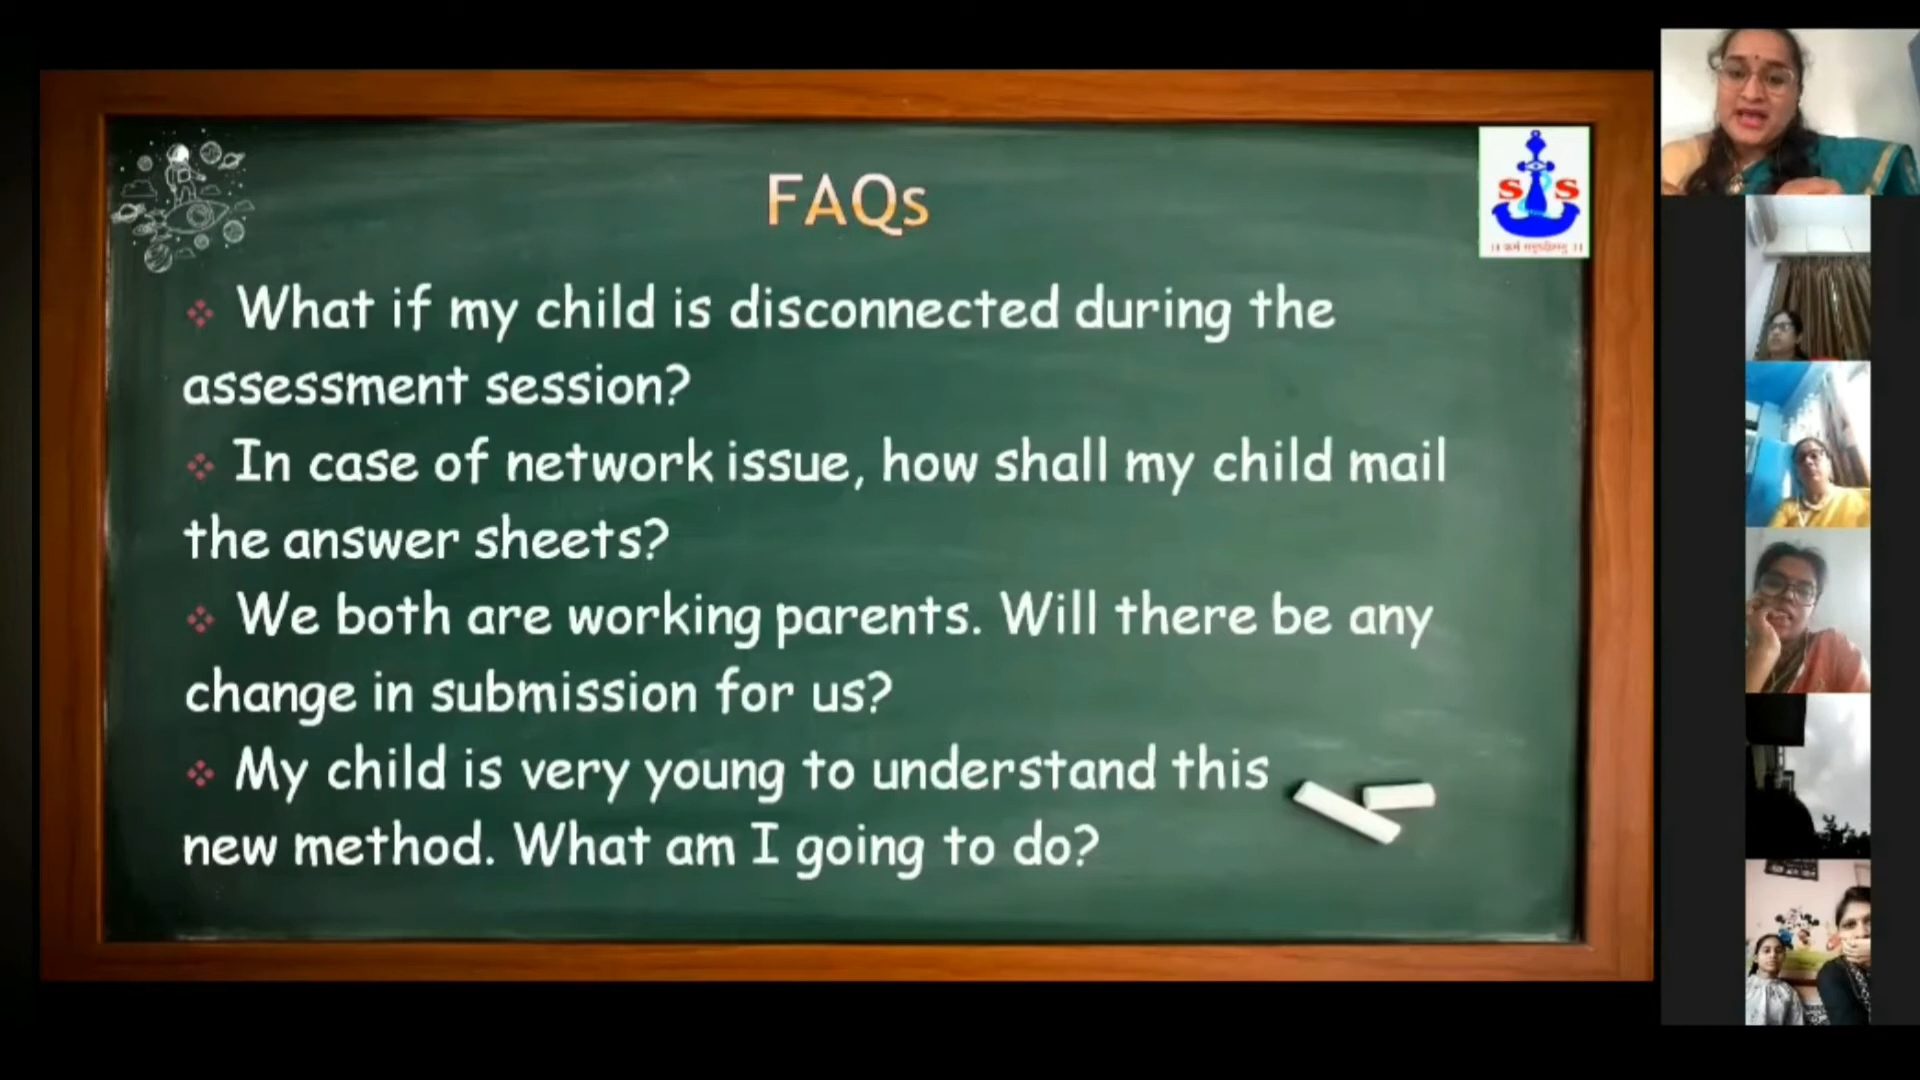 FAQs
S S
What if my child is disconnected during the
assessment session?
In case of network issue, how shall my child mail
the answer sheets?
We both are working parents. Will there be any
change in submission for us?
My child is very young to understand this
new method. What am I going to do?